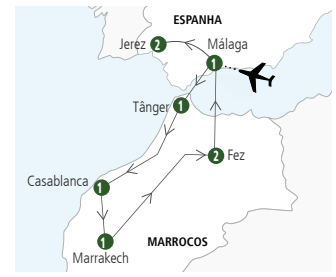 ESPANHA
Jerez 2
Málaga
1
Tânger 1
2 Fez
Casablanca
1
1
Marrakech
MARROCOS